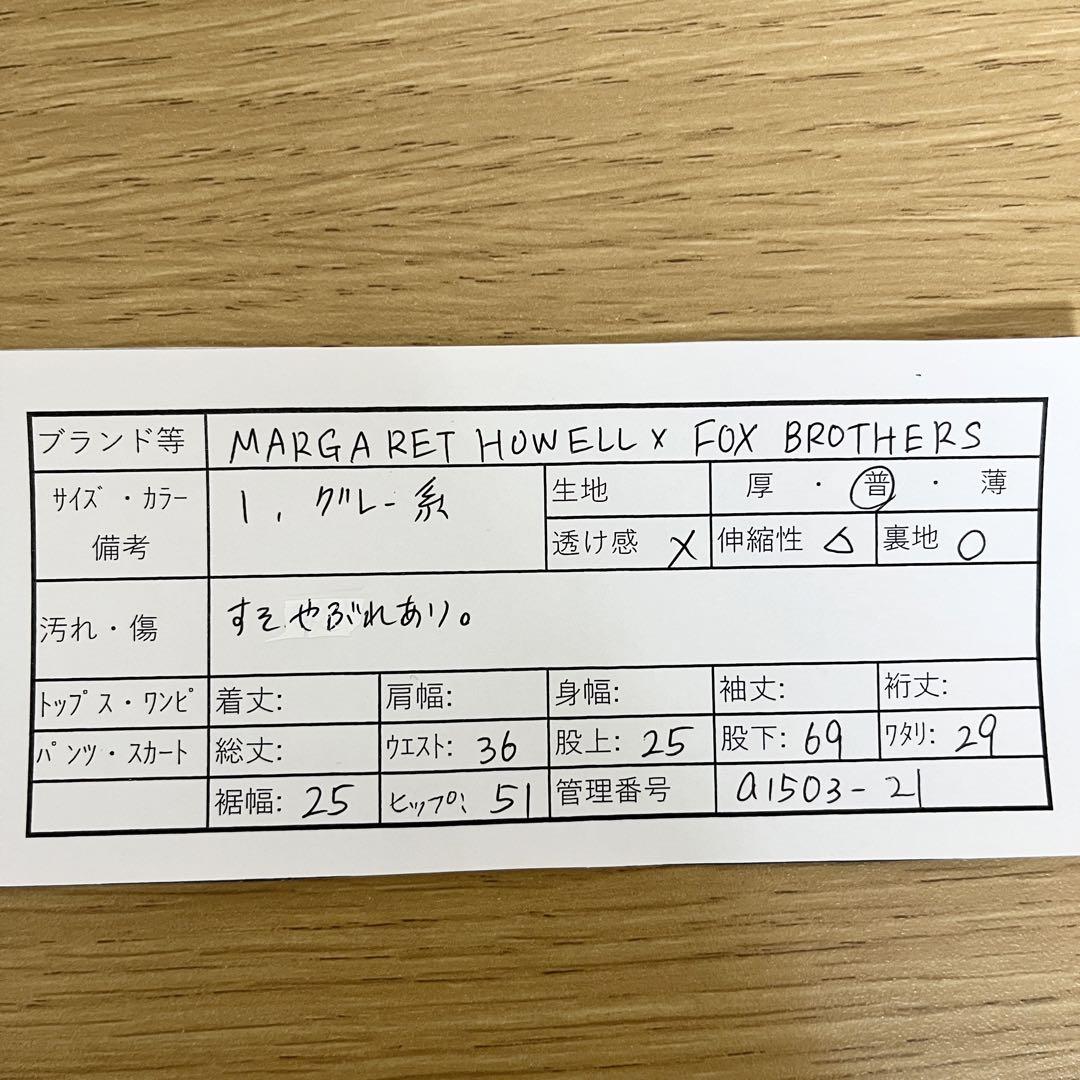 ブランド等 MARGARET HOWELL × FOX BROTHERS
サイズ・カラー 1、グレー系 生地 厚・普・薄
備考 透け感 × 伸縮性 △ 裏地 ○
汚れ・傷 すそやぶれあり。
トップス・ワンピ 着丈: 肩幅: 身幅: 袖丈: 裄丈:
パンツ・スカート 総丈: ウエスト: 36 股上: 25 股下: 69 ワタリ: 29
裾幅: 25 ヒップ: 51 管理番号 a1503-21